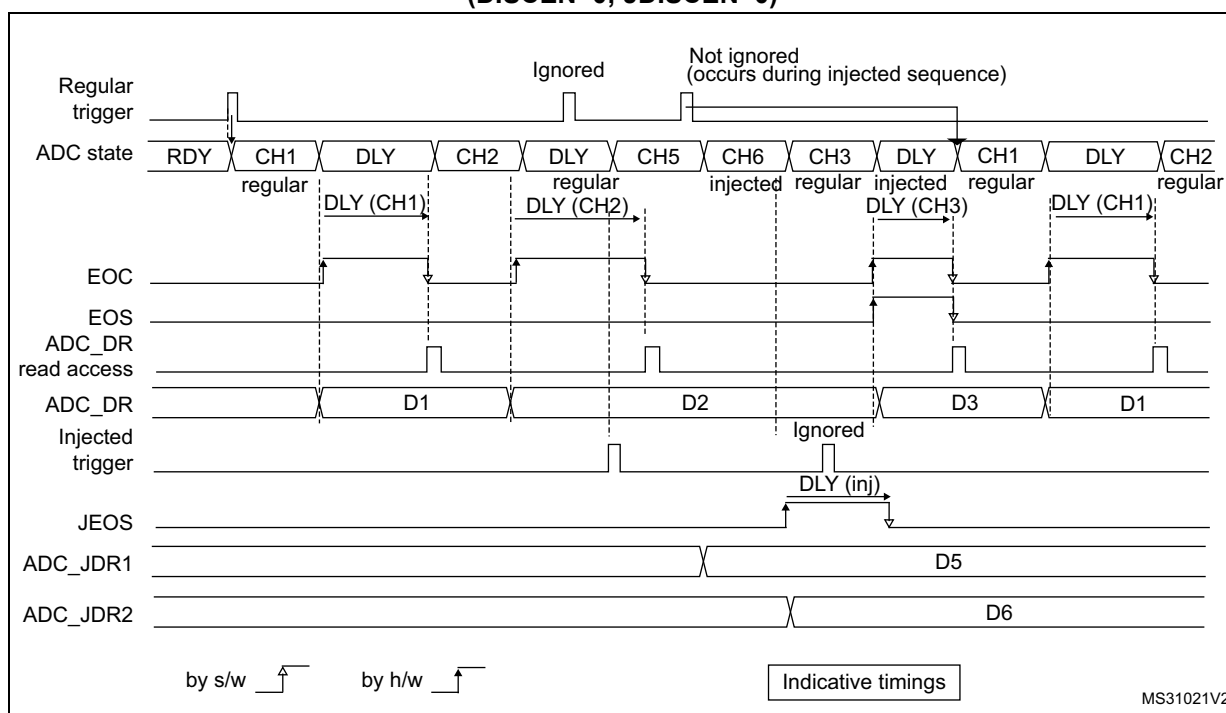 Regular
trigger
Ignored
Not ignored
(occurs during injected sequence)
ADC state
RDY
CH1
DLY
CH2
DLY
CH5
CH6
CH3
DLY
CH1
DLY
CH2
regular
regular
injected
regular
injected
regular
regular
DLY (CH1)
DLY (CH2)
DLY (CH3)
DLY (CH1)
EOC
EOS
ADC_DR
read access
ADC_DR
D1
D2
D3
D1
Injected
trigger
Ignored
DLY (inj)
JEOS
ADC_JDR1
D5
ADC_JDR2
D6
by s/w
by h/w
Indicative timings
MS31021V2